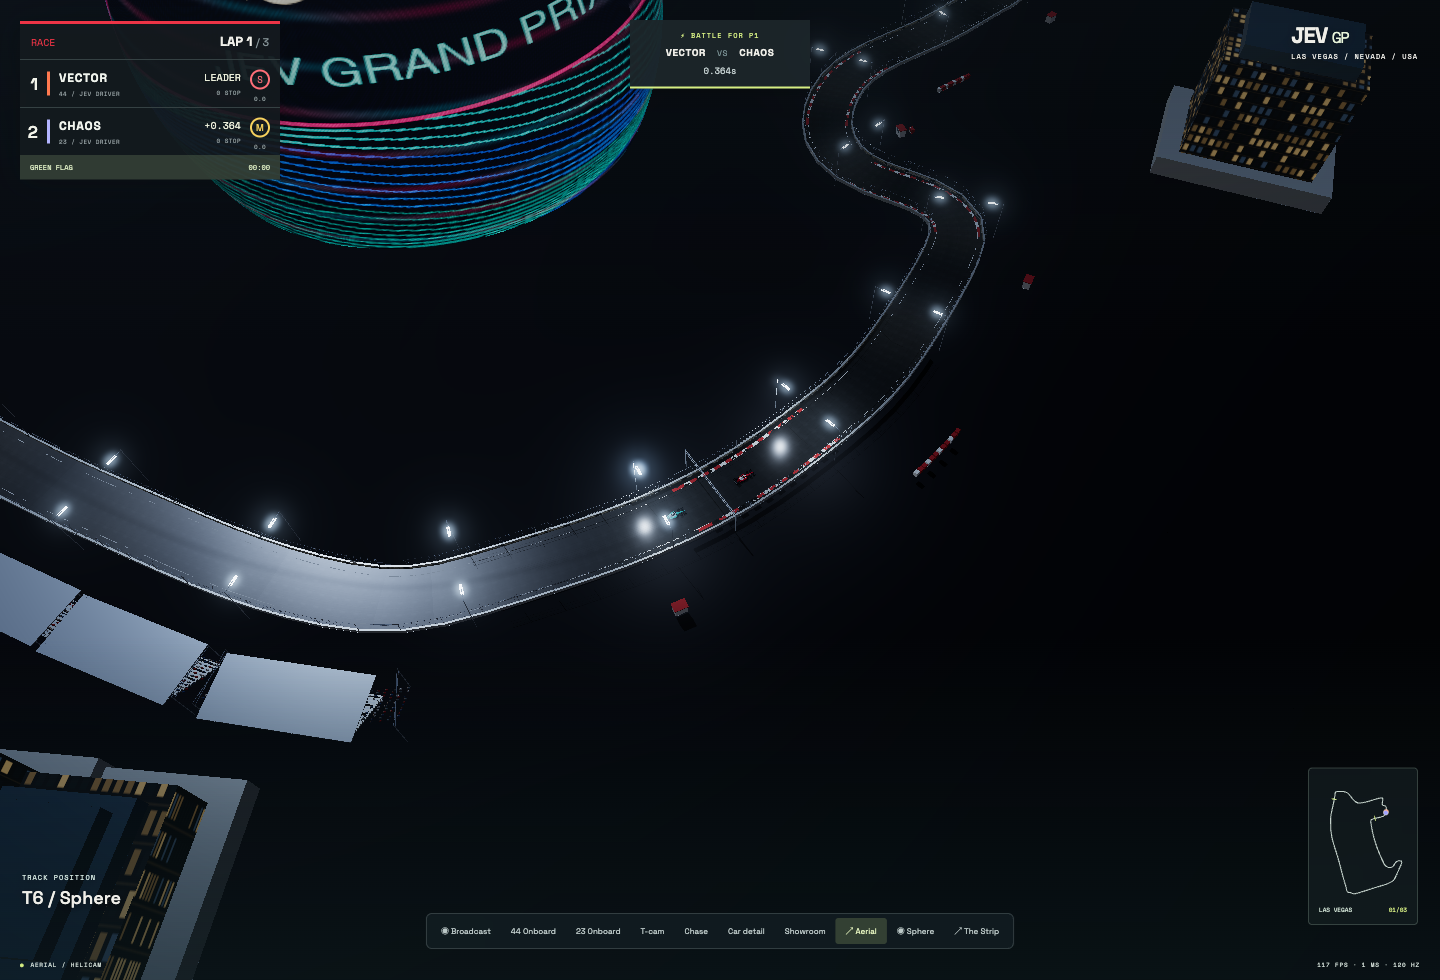 RACE LAP 1 / 3
1 VECTOR LEADER S
44 / JEV DRIVER 0 STOP 0.0
2 CHAOS +0.364 M
23 / JEV DRIVER 0 STOP 0.0
GREEN FLAG 00:00
V GRAND PRI
⚡ BATTLE FOR P1
VECTOR VS CHAOS
0.364s
JEV GP
LAS VEGAS / NEVADA / USA
TRACK POSITION
T6 / Sphere
AERIAL / HELICAM
Broadcast 44 Onboard 23 Onboard T-cam Chase Car detail Showroom Aerial Sphere The Strip
LAS VEGAS 01/03
117 FPS · 1 MS · 120 HZ